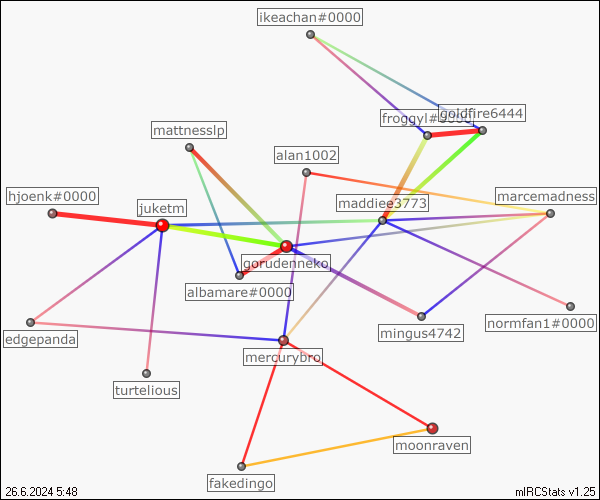 ikeachan#0000
goldfire6444
froggyl#0000
mattnesslp
alan1002
hjoenk#0000
maddiee3773
marcemadness
juketm
gorudenneko
albamare#0000
normfan1#0000
mingus4742
edgepanda
mercurybro
turtelious
moonraven
fakedingo
26.6.2024 5:48
mIRCStats v1.25